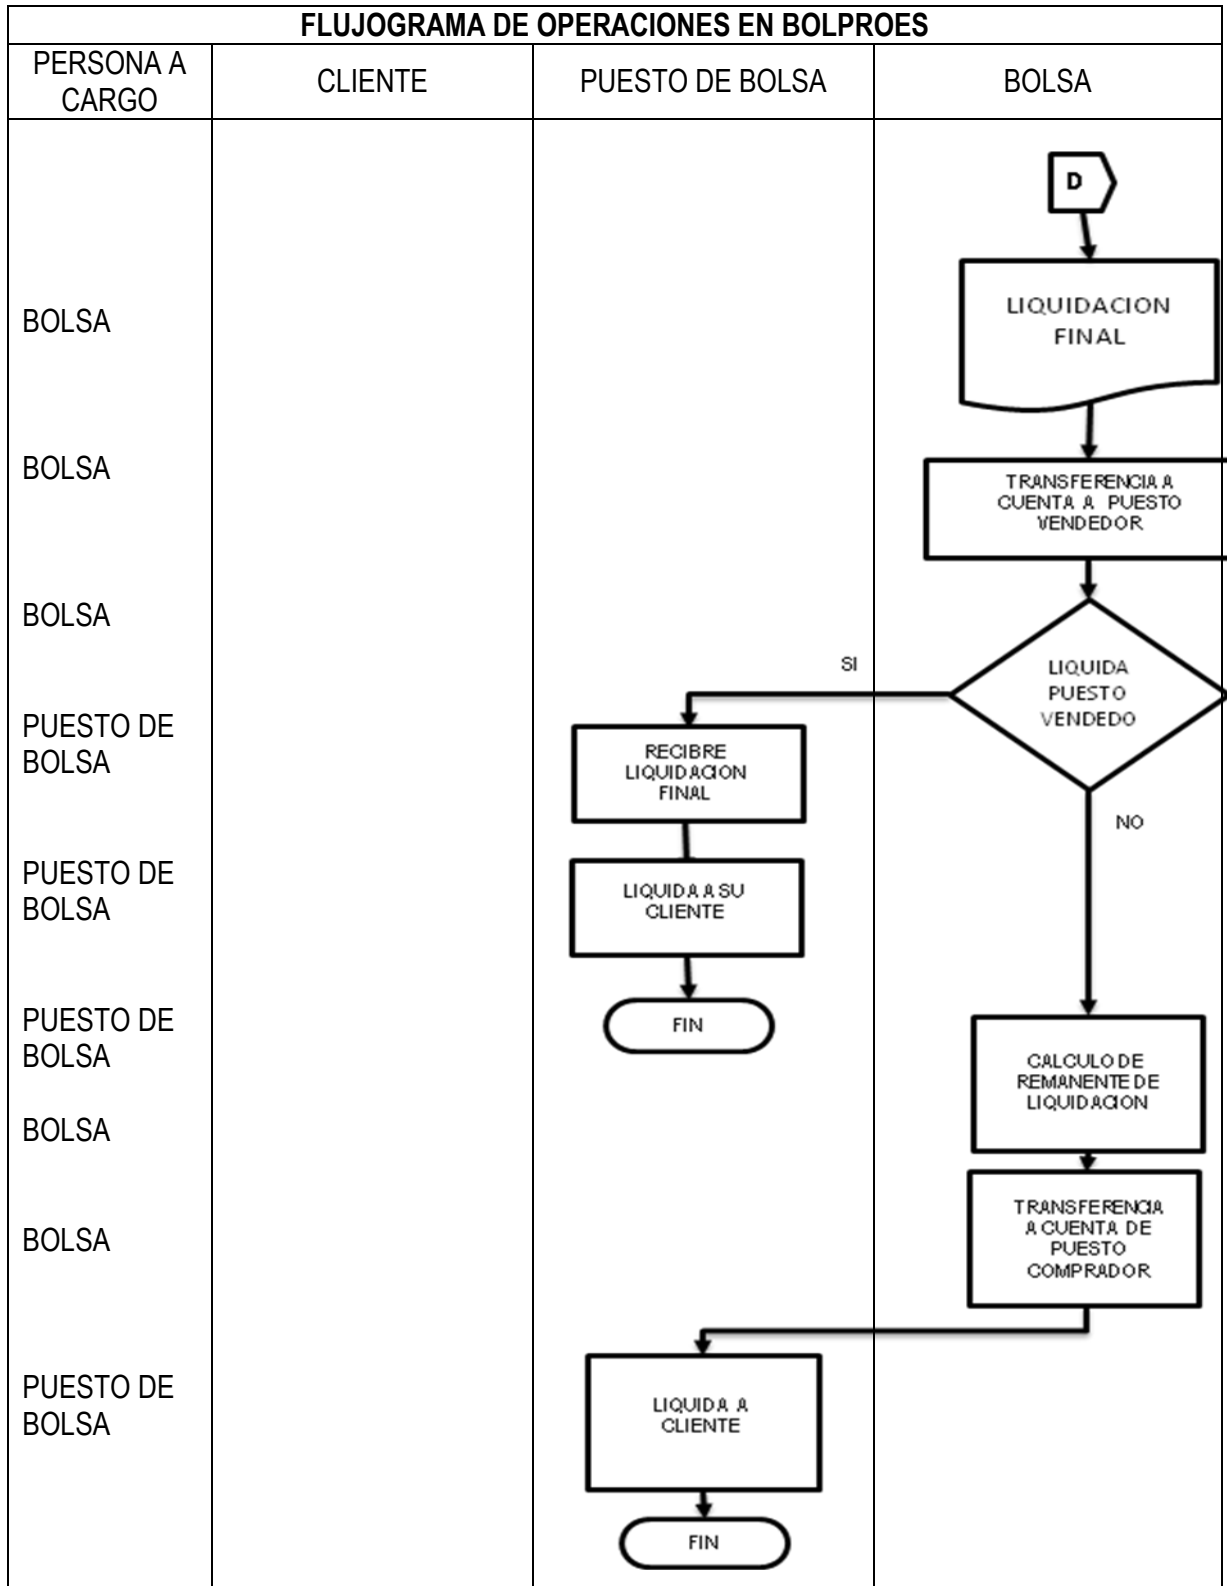 FLUJOGRAMA DE OPERACIONES EN BOLPROES
PERSONA A
CARGO
CLIENTE
PUESTO DE BOLSA
BOLSA
D
BOLSA
LIQUIDACION
FINAL
BOLSA
TRANSFERENCIA A
CUENTA A PUESTO
VENDEDOR
BOLSA
SI
LIQUIDA
PUESTO
VENDEDO
PUESTO DE
BOLSA
RECIBRE
LIQUIDACION
FINAL
NO
PUESTO DE
BOLSA
LIQUIDA A SU
CLIENTE
PUESTO DE
BOLSA
FIN
CALCULO DE
REMANENTE DE
LIQUIDACION
BOLSA
BOLSA
TRANSFERENCIA
A CUENTA DE
PUESTO
COMPRADOR
PUESTO DE
BOLSA
LIQUIDA A
CLIENTE
FIN